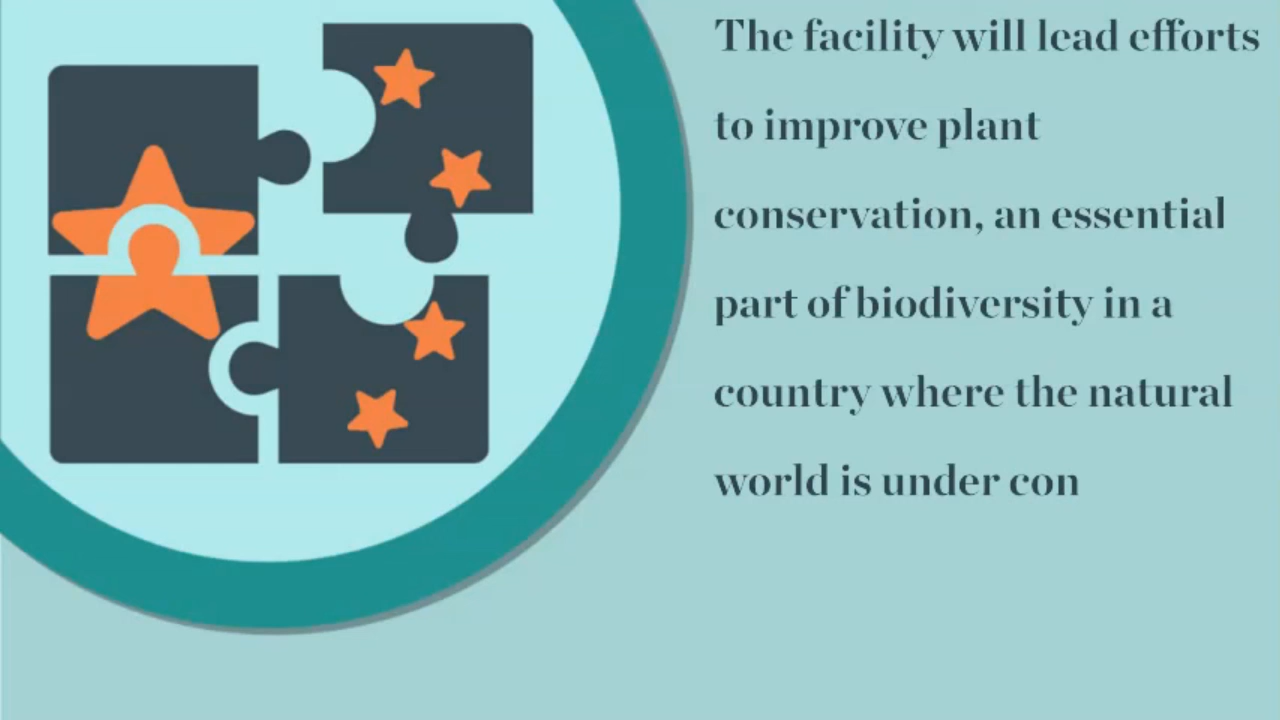 The facility will lead efforts
to improve plant
conservation, an essential
part of biodiversity in a
country where the natural
world is under con